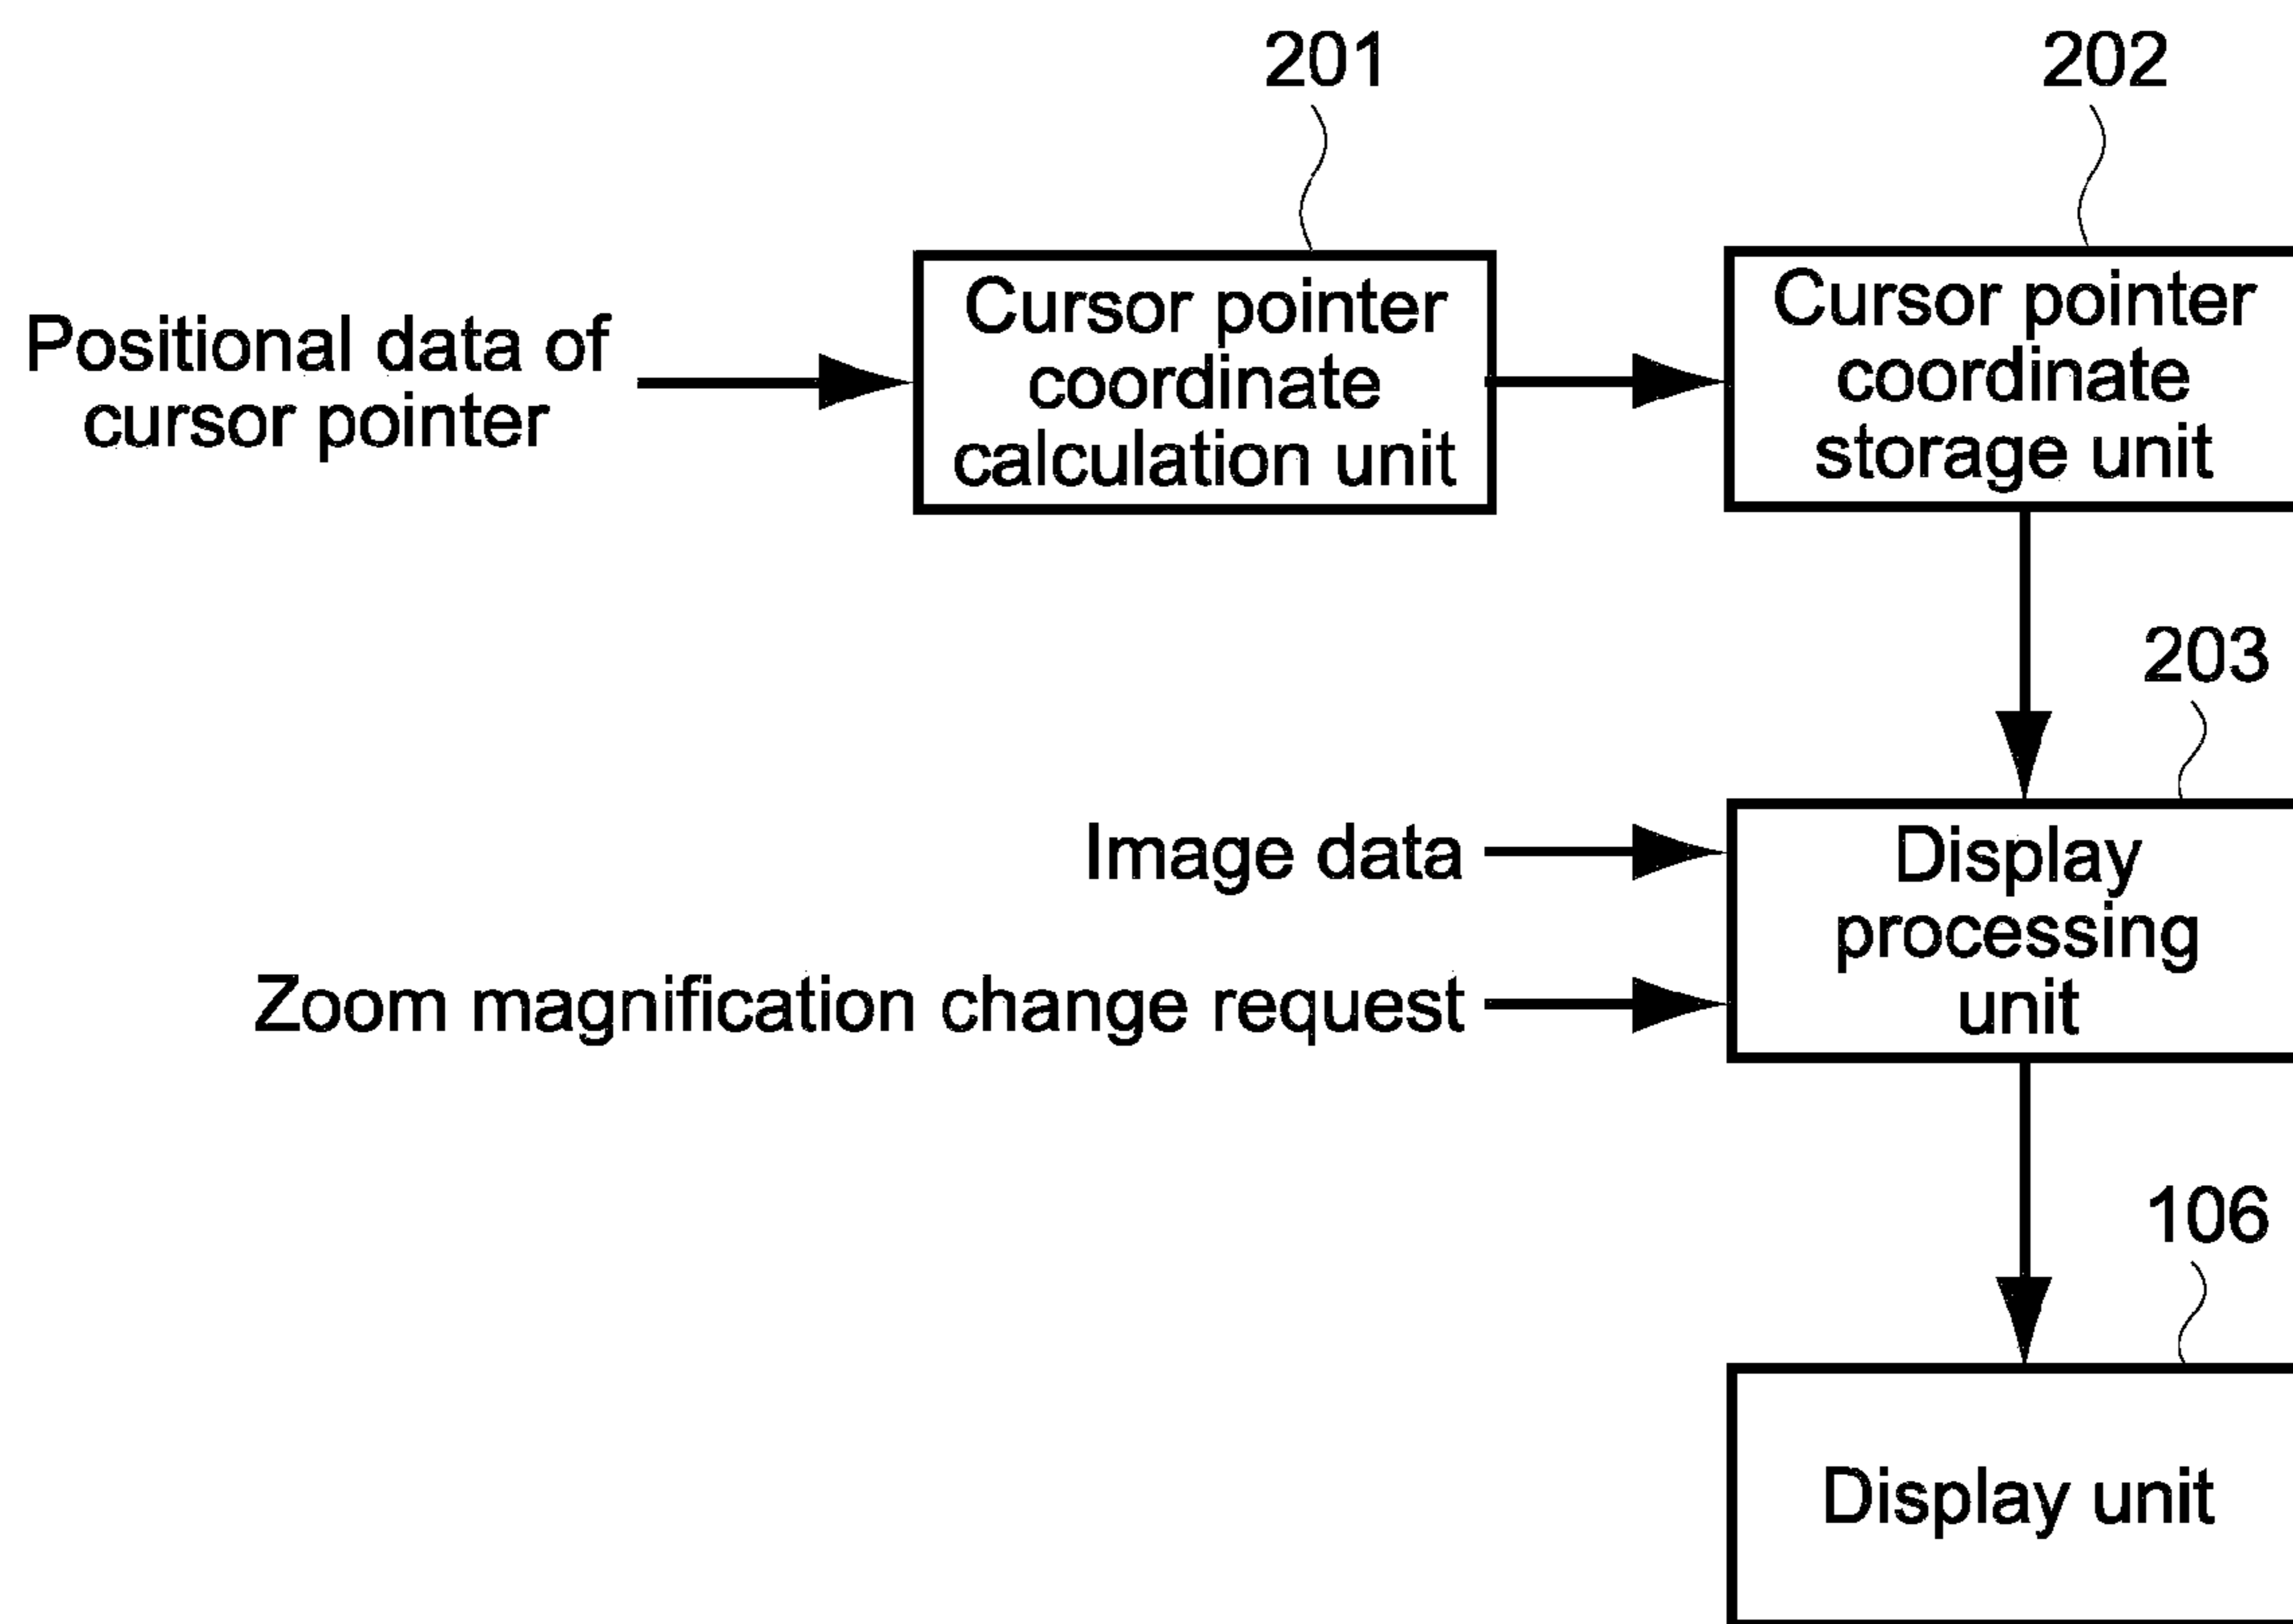 201
202
Positional data of
cursor pointer
Cursor pointer
coordinate
calculation unit
Cursor pointer
coordinate
storage unit
203
Image data
Zoom magnification change request
Display
processing
unit
106
Display unit